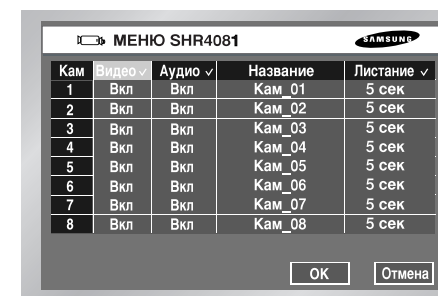 МЕНЮ SHR4081 SAMSUNG
Кам Видео ✓ Аудио ✓ Название Листание ✓
1 Вкл Вкл Кам_01 5 сек
2 Вкл Вкл Кам_02 5 сек
3 Вкл Вкл Кам_03 5 сек
4 Вкл Вкл Кам_04 5 сек
5 Вкл Вкл Кам_05 5 сек
6 Вкл Вкл Кам_06 5 сек
7 Вкл Вкл Кам_07 5 сек
8 Вкл Вкл Кам_08 5 сек
ОК Отмена